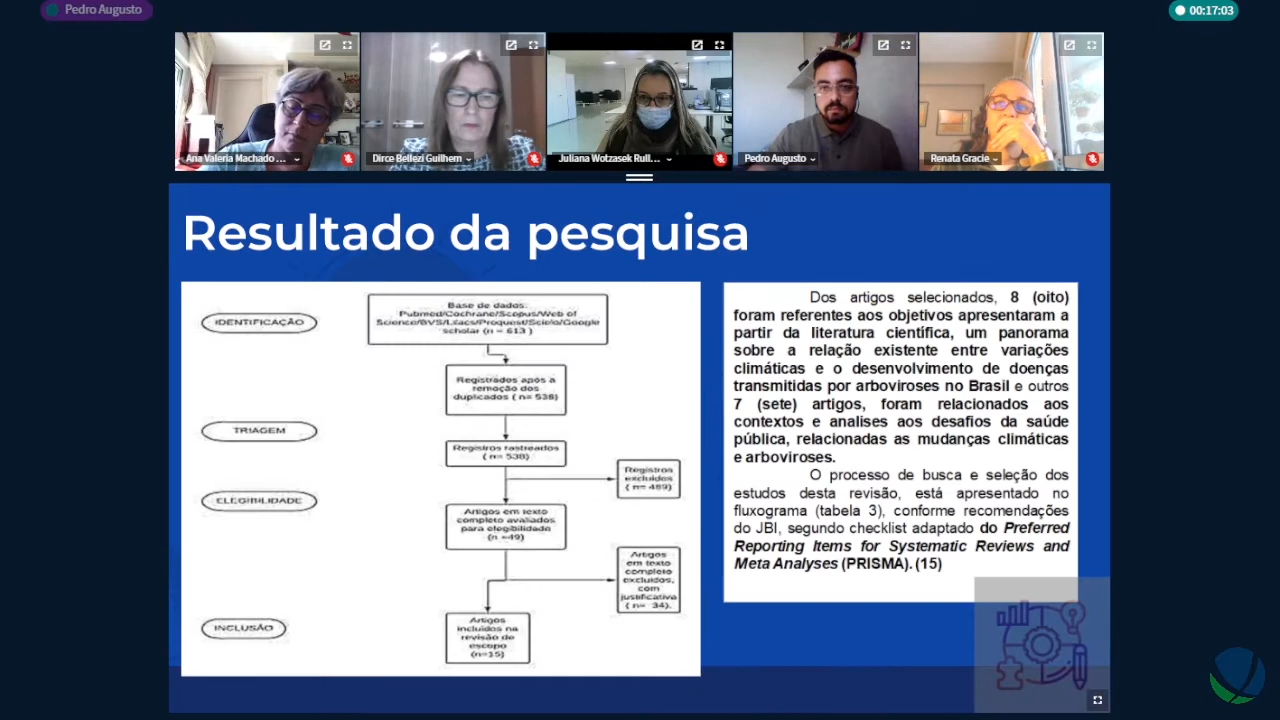 Pedro Augusto
00:17:03
Ana Valeria Machado ...
Dirce Bellezi Guilhem
Juliana Wotzasek Rull...
Pedro Augusto
Renata Gracie
Resultado da pesquisa
IDENTIFICAÇÃO
Base de dados:
Pubmed/Cochrane/Scopus/Web of
Science/BVS/Lilacs/Proquest/Scielo/Google
scholar (n = 613 )
Registrados após a
remoção dos
duplicados ( n= 538)
TRIAGEM
Registros rastreados
( n= 538)
Registros
excluídos
( n= 489)
ELEGIBILIDADE
Artigos em texto
completo avaliados
para elegibilidade
(n =49)
Artigos
em texto
completo
excluídos,
com
justificativa
( n= 34).
INCLUSÃO
Artigos
incluídos na
revisão de
escopo
(n=15)
Dos artigos selecionados, 8 (oito)
foram referentes aos objetivos apresentaram a
partir da literatura científica, um panorama
sobre a relação existente entre variações
climáticas e o desenvolvimento de doenças
transmitidas por arboviroses no Brasil e outros
7 (sete) artigos, foram relacionados aos
contextos e analises aos desafios da saúde
pública, relacionadas as mudanças climáticas
e arboviroses.
O processo de busca e seleção dos
estudos desta revisão, está apresentado no
fluxograma (tabela 3), conforme recomendações
do JBI, segundo checklist adaptado do Preferred
Reporting Items for Systematic Reviews and
Meta Analyses (PRISMA). (15)